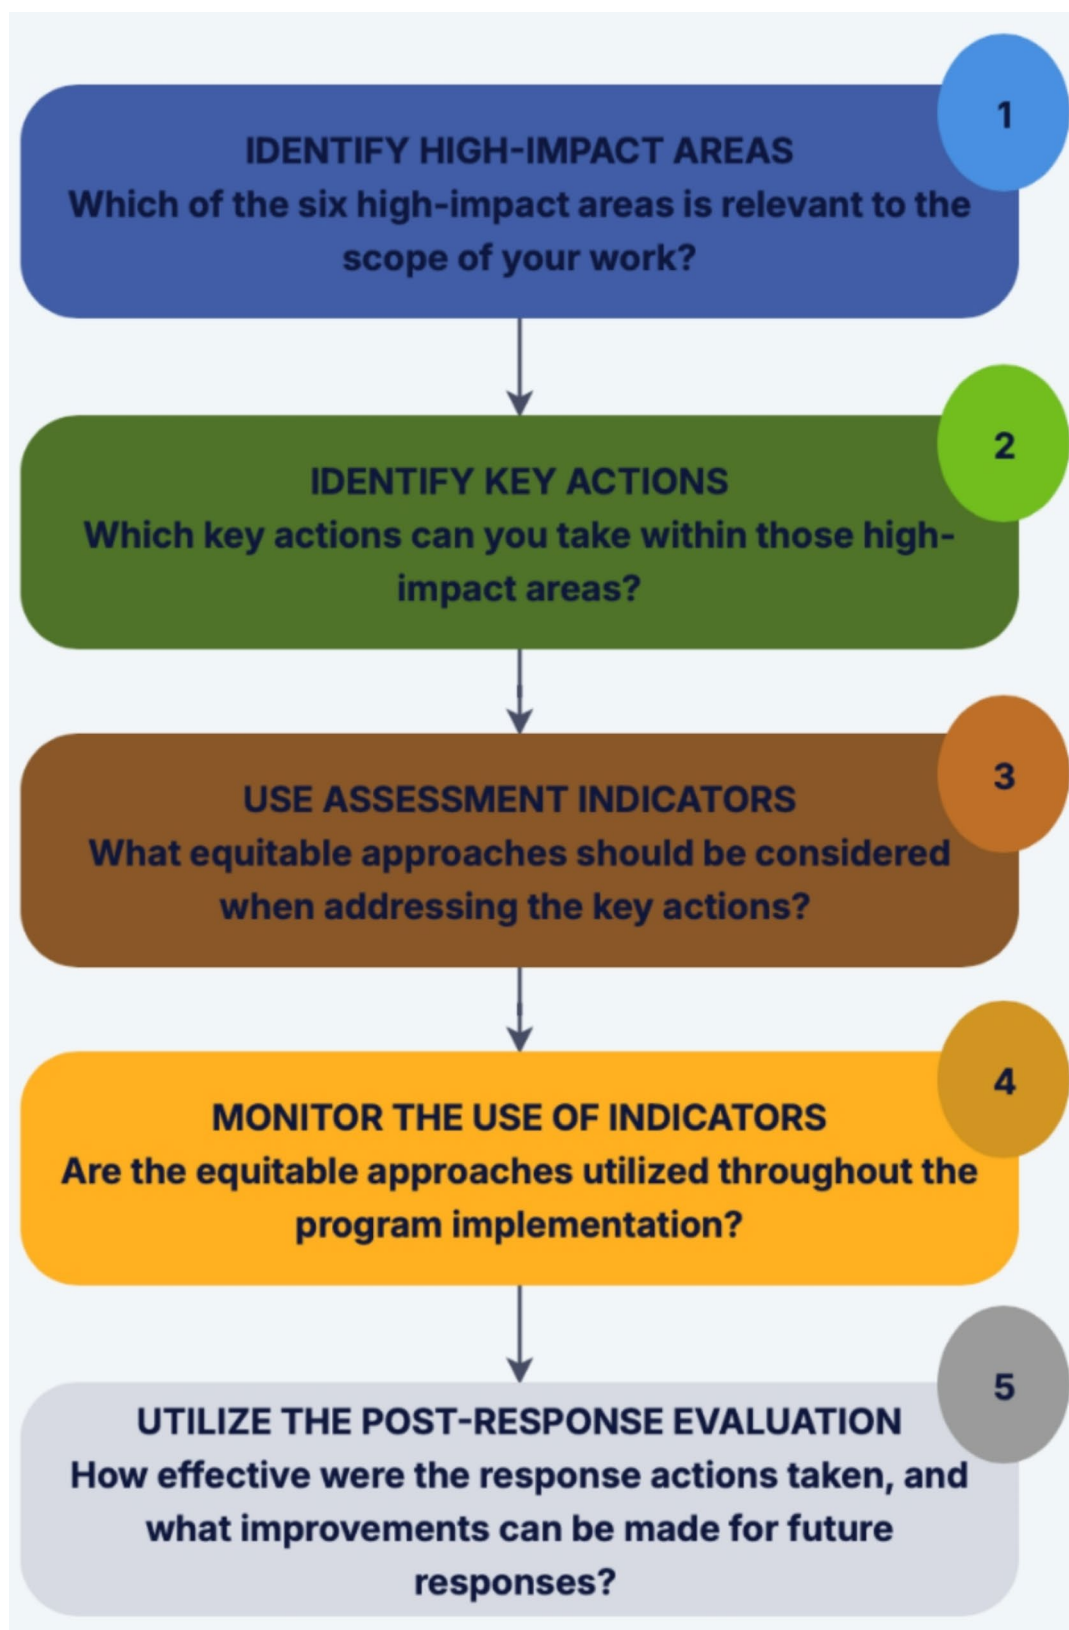 1
IDENTIFY HIGH-IMPACT AREAS
Which of the six high-impact areas is relevant to the
scope of your work?
2
IDENTIFY KEY ACTIONS
Which key actions can you take within those high-
impact areas?
3
USE ASSESSMENT INDICATORS
What equitable approaches should be considered
when addressing the key actions?
4
MONITOR THE USE OF INDICATORS
Are the equitable approaches utilized throughout the
program implementation?
5
UTILIZE THE POST-RESPONSE EVALUATION
How effective were the response actions taken, and
what improvements can be made for future
responses?